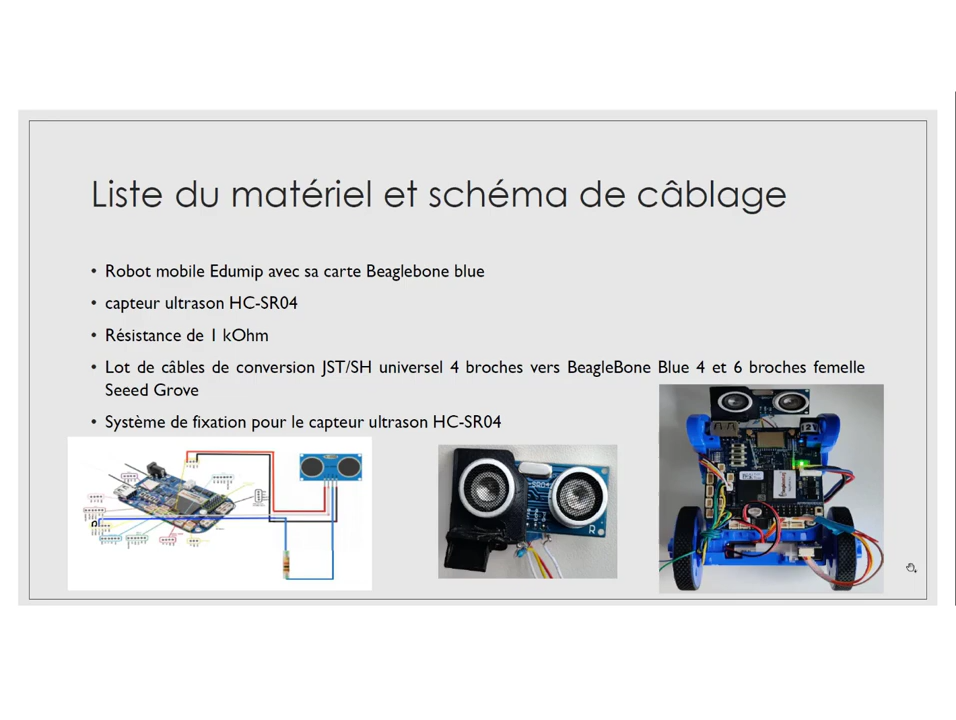 Liste du matériel et schéma de câblage
• Robot mobile Edumip avec sa carte Beaglebone blue
• capteur ultrason HC-SR04
• Résistance de 1 kOhm
• Lot de câbles de conversion JST/SH universel 4 broches vers BeagleBone Blue 4 et 6 broches femelle
Seeed Grove
• Système de fixation pour le capteur ultrason HC-SR04
-SR04
R